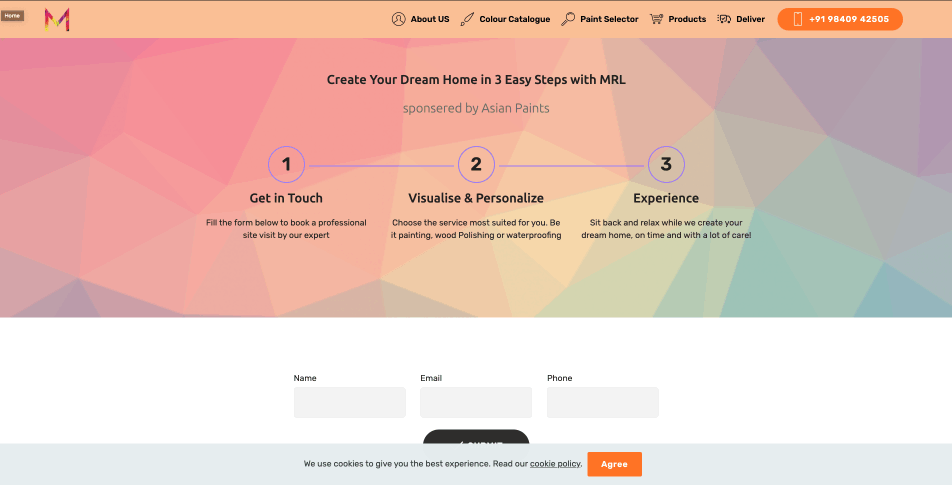 Home
About US
Colour Catalogue
Paint Selector
Products
Deliver
+91 98409 42505
Create Your Dream Home in 3 Easy Steps with MRL
sponsered by Asian Paints
1
2
3
Get in Touch
Visualise & Personalize
Experience
Fill the form below to book a professional
site visit by our expert
Choose the service most suited for you. Be
it painting, wood Polishing or waterproofing
Sit back and relax while we create your
dream home, on time and with a lot of care!
Name
Email
Phone
We use cookies to give you the best experience. Read our cookie policy.
Agree